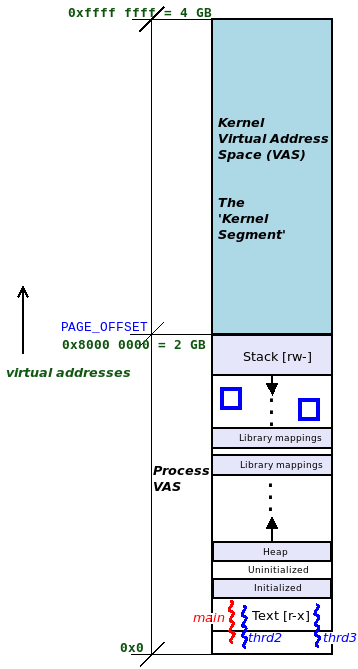 0xffff ffff = 4 GB
Kernel
Virtual Address
Space (VAS)
The
'Kernel
Segment'
PAGE_OFFSET
0x8000 0000 = 2 GB
Stack [rw-]
virtual addresses
Library mappings
Library mappings
Process
VAS
Heap
Uninitialized
Initialized
main
Text [r-x]
thrd2
thrd3
0x0